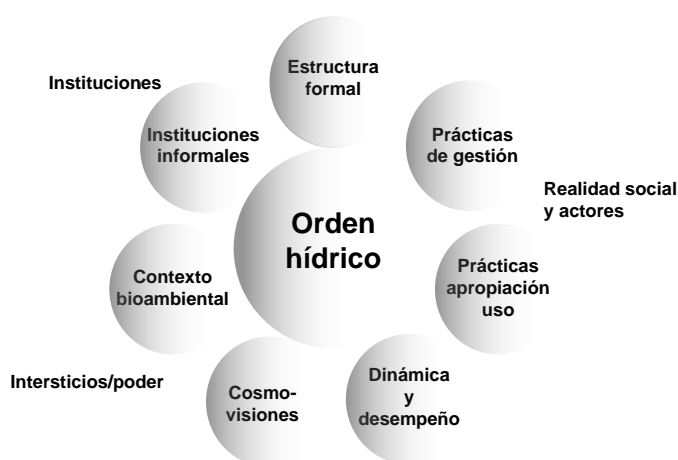 Estructura
formal
Instituciones
Instituciones
informales
Prácticas
de gestión
Realidad social
y actores
Orden
hídrico
Contexto
bioambiental
Prácticas
apropiación
uso
Intersticios/poder
Cosmo-
visiones
Dinámica
y
desempeño